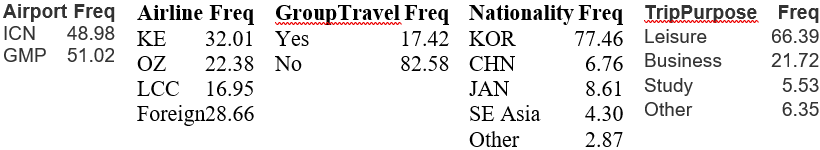 Airport Freq
ICN 48.98
GMP 51.02
Airline Freq
KE 32.01
OZ 22.38
LCC 16.95
Foreign28.66
GroupTravel Freq
Yes 17.42
No 82.58
Nationality Freq
KOR 77.46
CHN 6.76
JAN 8.61
SE Asia 4.30
Other 2.87
TripPurpose Freq
Leisure 66.39
Business 21.72
Study 5.53
Other 6.35